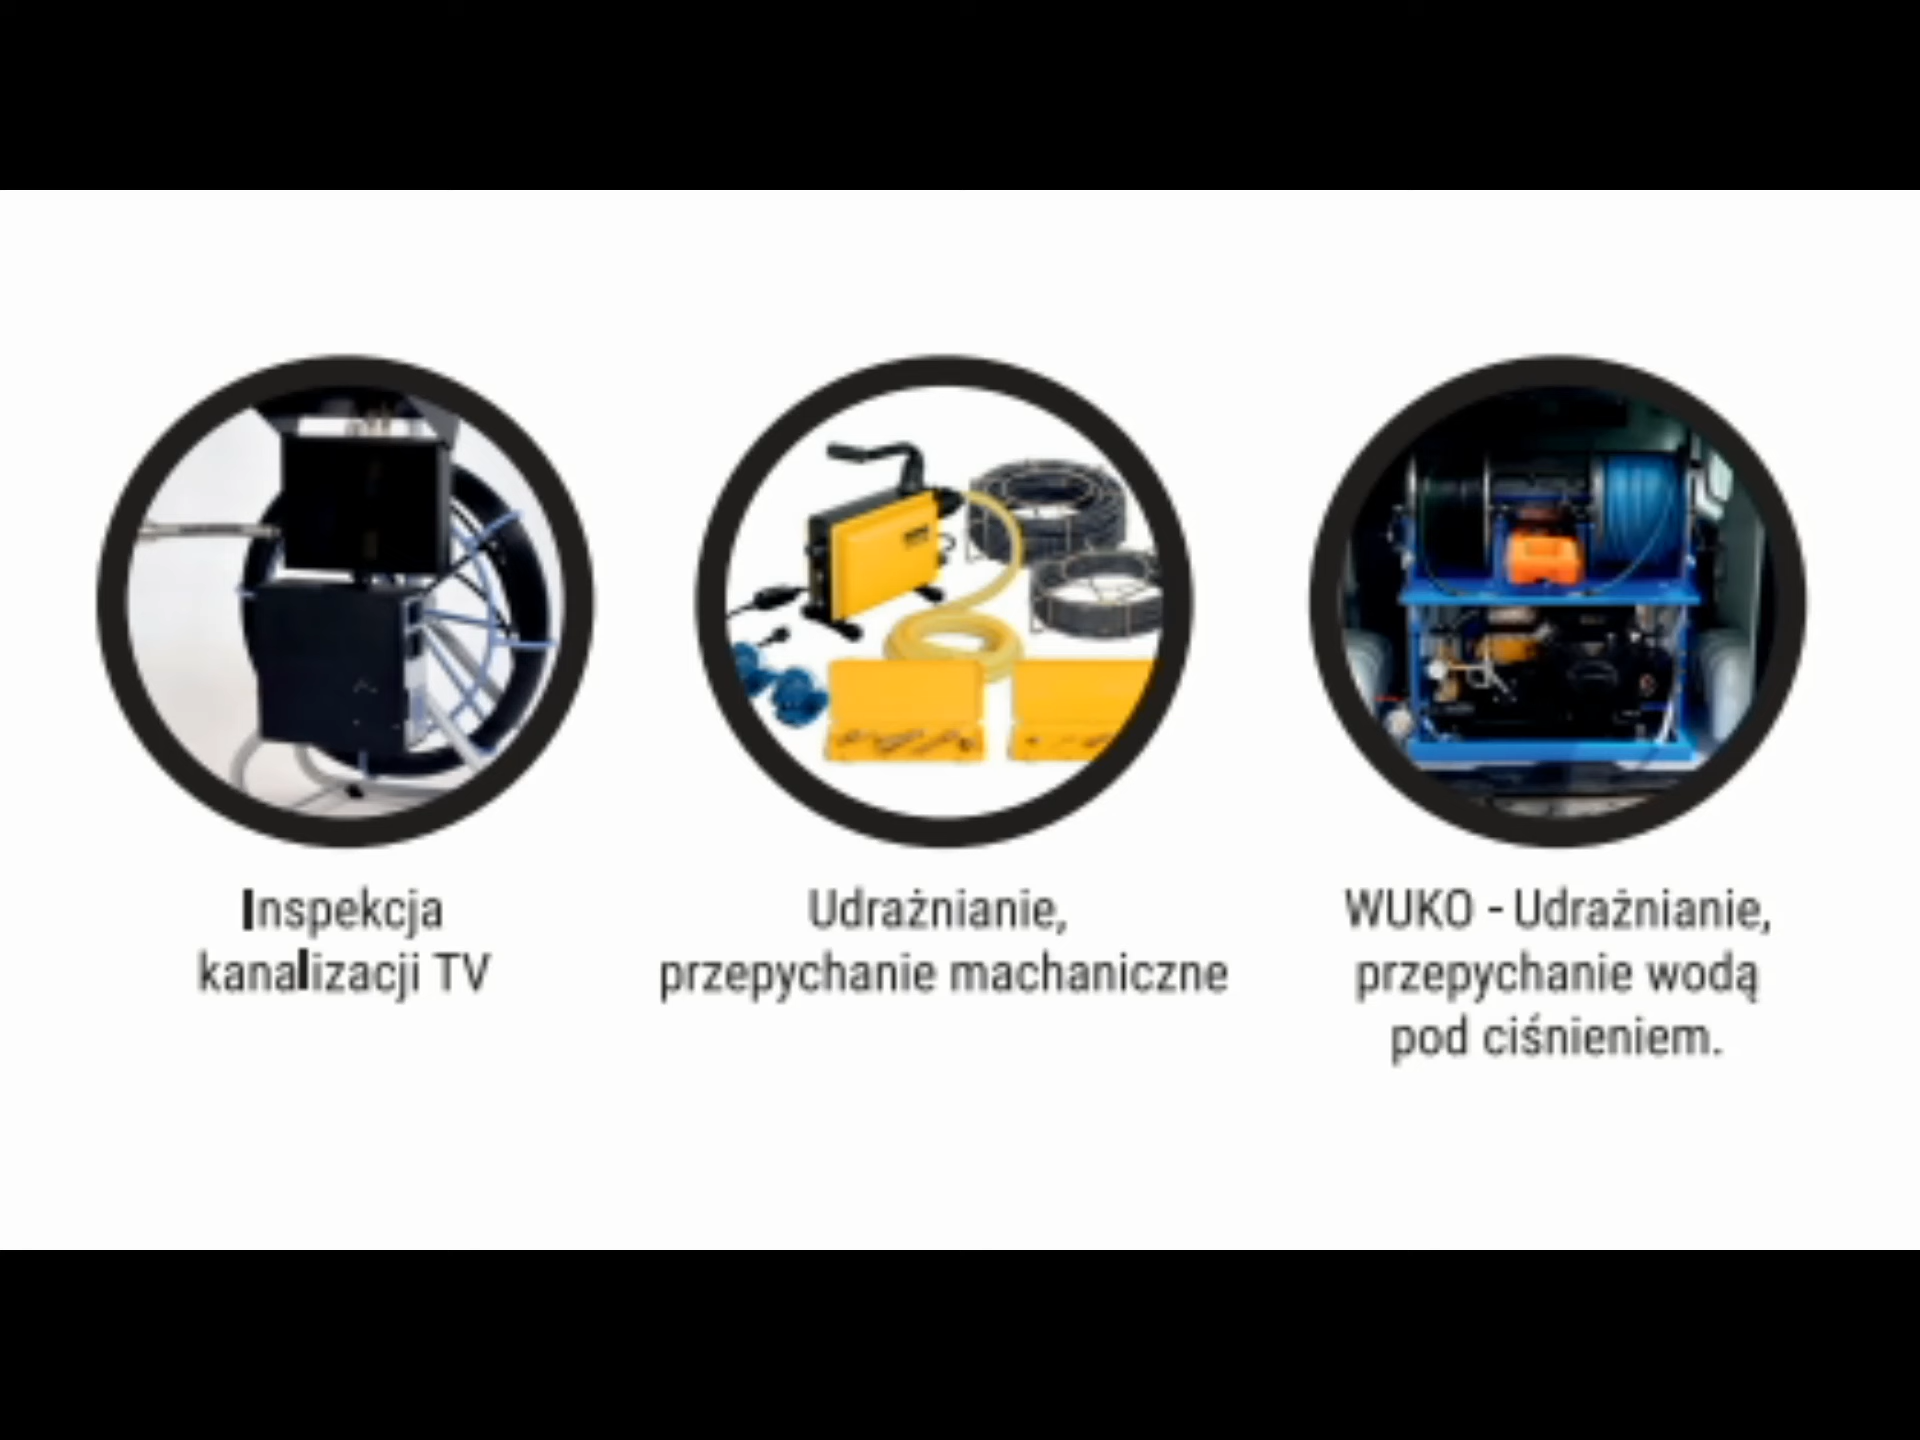 Inspekcja
kanalizacji TV
Udrażnianie,
przepychanie machaniczne
WUKO - Udrażnianie,
przepychanie wodą
pod ciśnieniem.